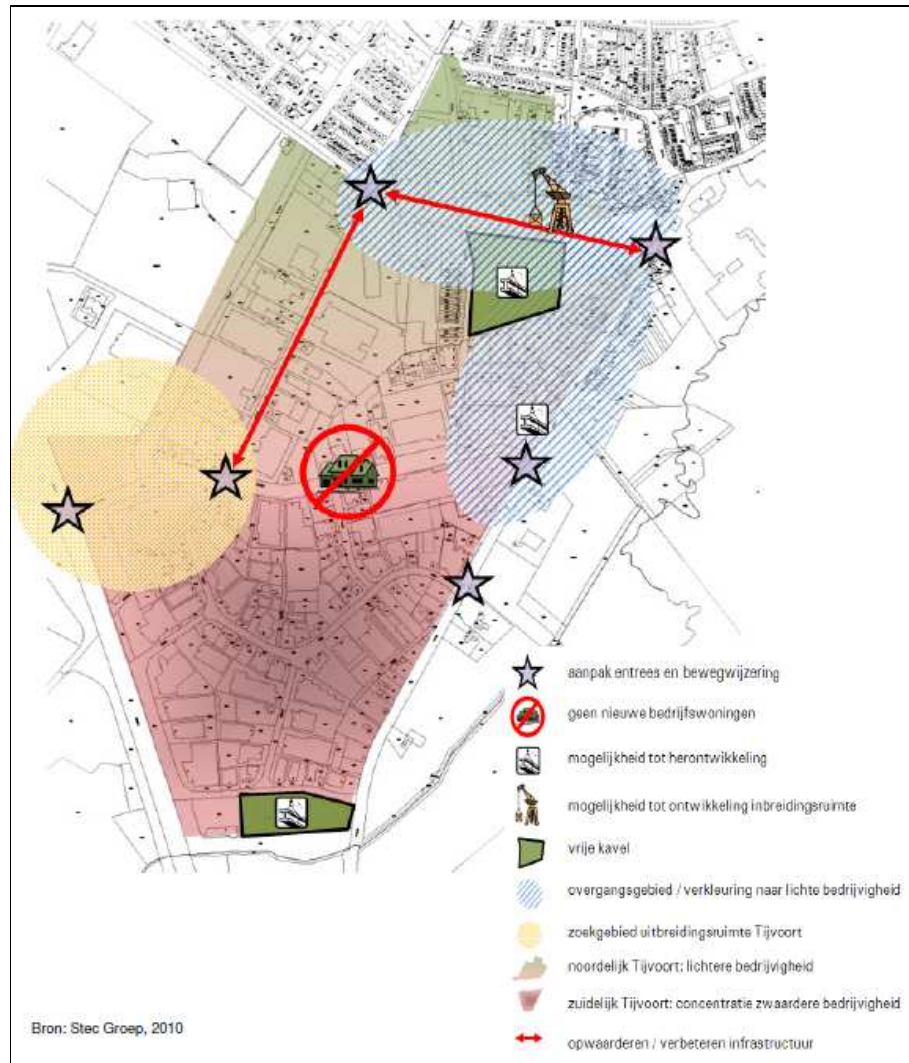 aanpak entrees en bewegwijzering
geen nieuwe bedrijfswoningen
mogelijkheid tot herontwikkeling
mogelijkheid tot ontwikkeling inbreidingsruimte
vrije kavel
overgangsgebied / verkleuring naar lichte bedrijvigheid
zoekgebied uitbreidingsruimte Tijvoort
noordelijk Tijvoort: lichtere bedrijvigheid
zuidelijk Tijvoort: concentratie zwaardere bedrijvigheid
Bron: Stec Groep, 2010
opwaarderen / verbeteren infrastructuur